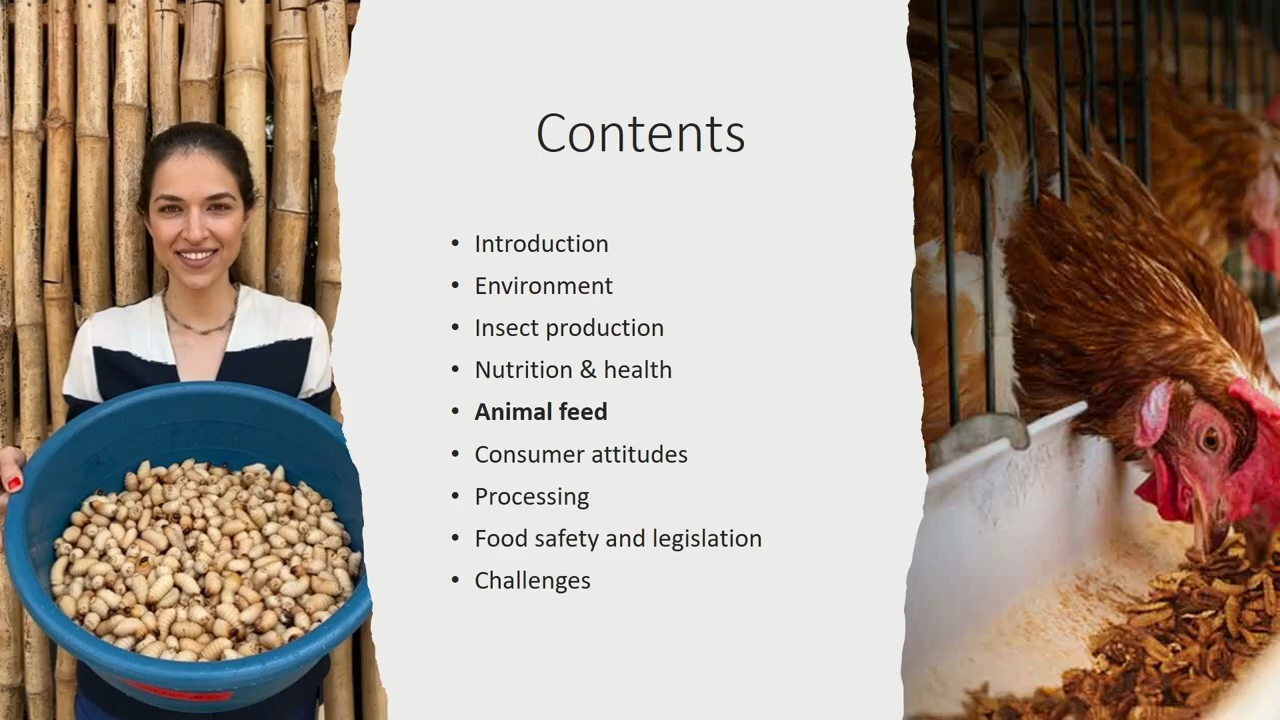 Contents
• Introduction
• Environment
• Insect production
• Nutrition & health
• Animal feed
• Consumer attitudes
• Processing
• Food safety and legislation
• Challenges